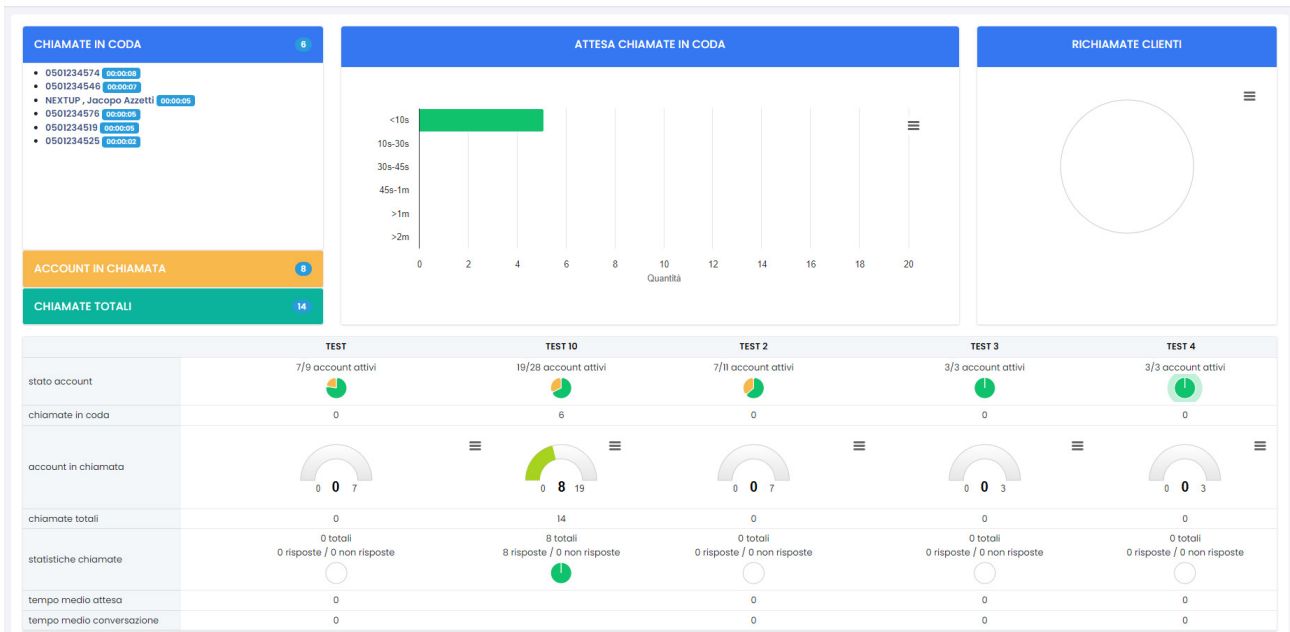 CHIAMATE IN CODA 6
0501234574 00:00:08
0501234546 00:00:07
NEXTUP , Jacopo Azzetti 00:00:05
0501234576 00:00:05
0501234519 00:00:05
0501234525 00:00:02
ACCOUNT IN CHIAMATA 8
CHIAMATE TOTALI 14
ATTESA CHIAMATE IN CODA
<10s
10s-30s
30s-45s
45s-1m
>1m
>2m
0 2 4 6 8 10 12 14 16 18 20
Quantità
RICHIAMATE CLIENTI
TEST TEST 10 TEST 2 TEST 3 TEST 4
stato account 7/9 account attivi 19/28 account attivi 7/11 account attivi 3/3 account attivi 3/3 account attivi
chiamate in coda 0 6 0 0 0
account in chiamata 0 0 7 0 8 19 0 0 7 0 0 3 0 0 3
chiamate totali 0 14 0 0 0
statistiche chiamate
0 totali 8 totali 0 totali 0 totali 0 totali
0 risposte / 0 non risposte 8 risposte / 0 non risposte 0 risposte / 0 non risposte 0 risposte / 0 non risposte 0 risposte / 0 non risposte
tempo medio attesa 0 0 0 0
tempo medio conversazione 0 0 0 0